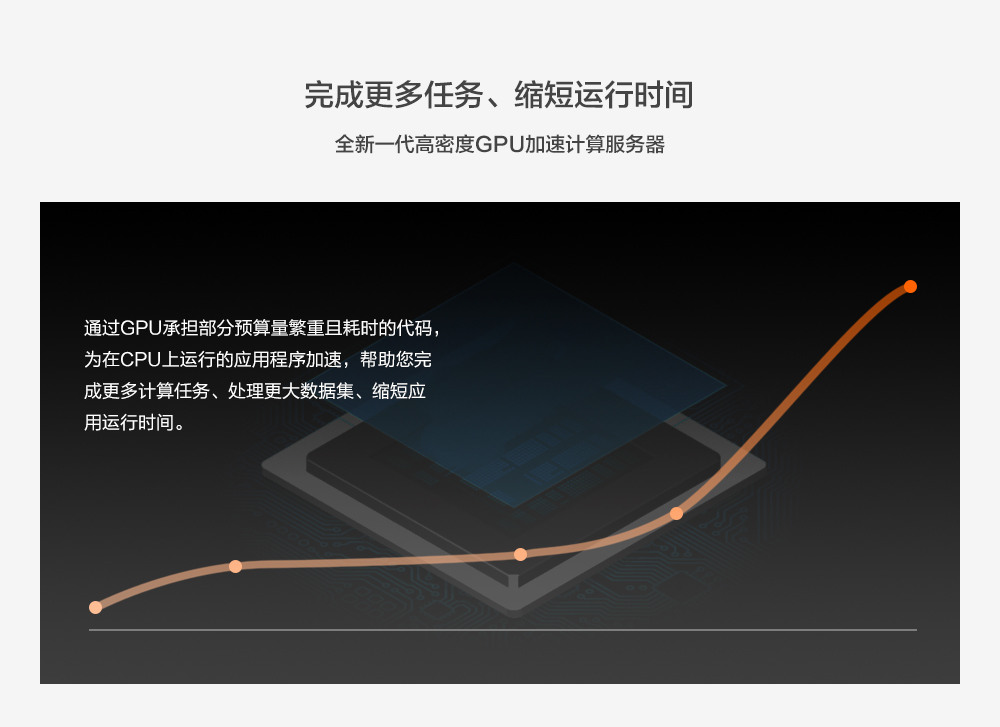 完成更多任务、缩短运行时间
全新一代高密度GPU加速计算服务器
通过GPU承担部分预算量繁重且耗时的代码，
为在CPU上运行的应用程序加速，帮助您完
成更多计算任务、处理更大数据集、缩短应
用运行时间。